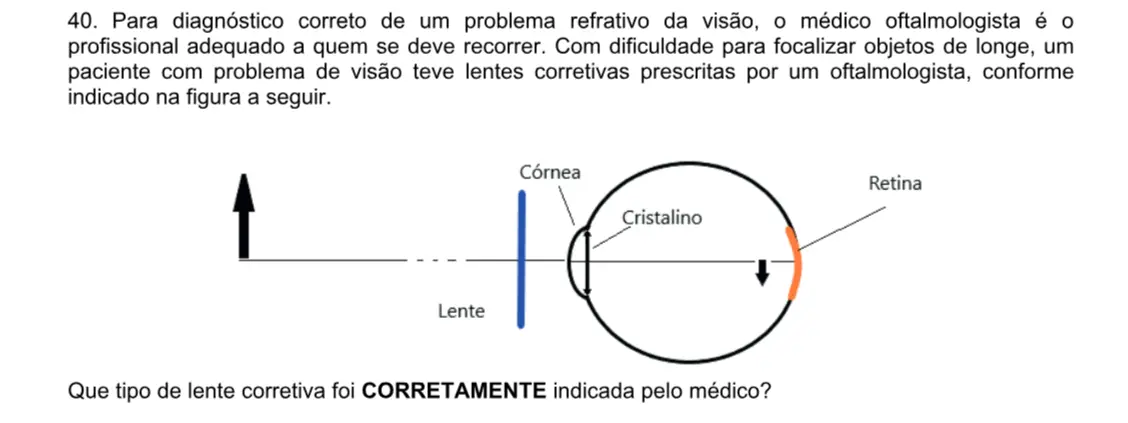 40. Para diagnóstico correto de um problema refrativo da visão, o médico oftalmologista é o
profissional adequado a quem se deve recorrer. Com dificuldade para focalizar objetos de longe, um
paciente com problema de visão teve lentes corretivas prescritas por um oftalmologista, conforme
indicado na figura a seguir.
Córnea
Retina
Cristalino
Lente
Que tipo de lente corretiva foi CORRETAMENTE indicada pelo médico?